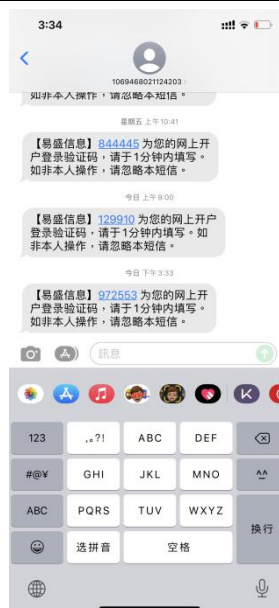 3:34
1069468021124203
如非本人操作，请忽略本短信。
星期五 上午10:41
【易盛信息】844445 为您的网上开
户登录验证码，请于1分钟内填写。
如非本人操作，请忽略本短信。
今日 上午9:00
【易盛信息】129910 为您的网上开户
登录验证码，请于1分钟内填写。如
非本人操作，请忽略本短信。
今日 下午3:33
【易盛信息】972553 为您的网上开
户登录验证码，请于1分钟内填写。
如非本人操作，请忽略本短信。
訊息
123 ,。?! ABC DEF
#@¥ GHI JKL MNO ^^
ABC PQRS TUV WXYZ
换行
选拼音 空格